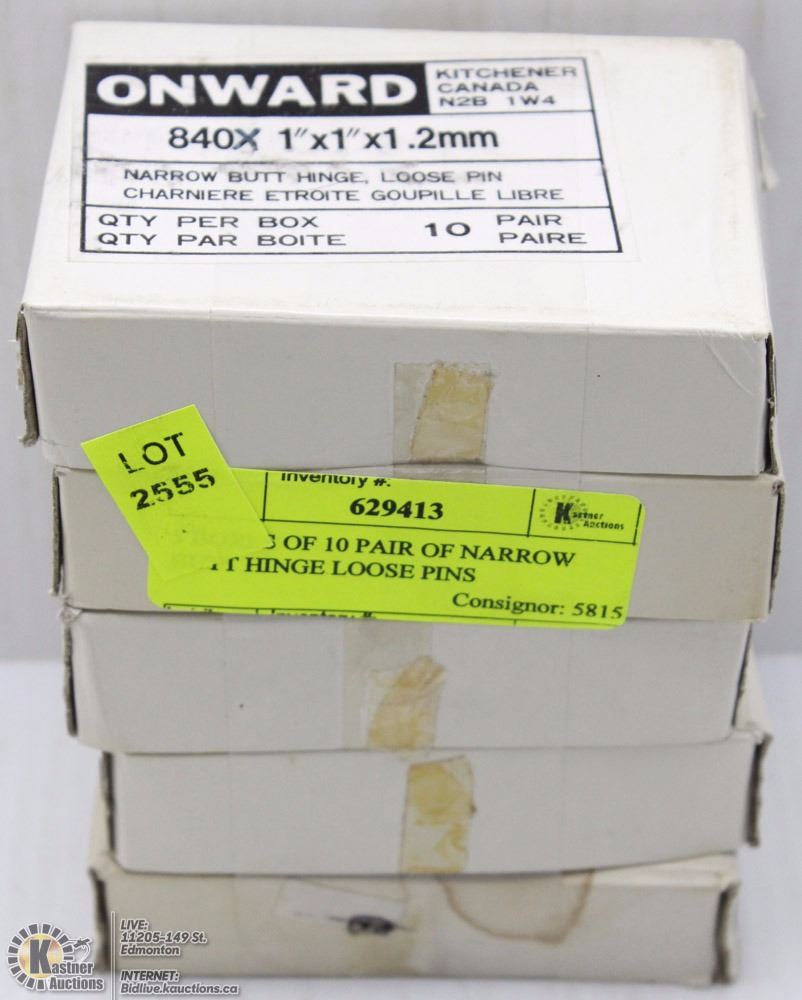 ONWARD
KITCHENER
CANADA
N2B 1W4
840X 1"x1"x1.2mm
NARROW BUTT HINGE, LOOSE PIN
CHARNIERE ETROITE GOUPILLE LIBRE
QTY PER BOX
QTY PAR BOITE
10
PAIR
PAIRE
LOT
2555
Inventory #:
629413
Kastner
Auctions
OF 10 PAIR OF NARROW
HINGE LOOSE PINS
Consignor: 5815
Inventory #:
Kastner
Auctions
LIVE:
11205-149 St.
Edmonton
INTERNET:
Bidlive.kauctions.ca